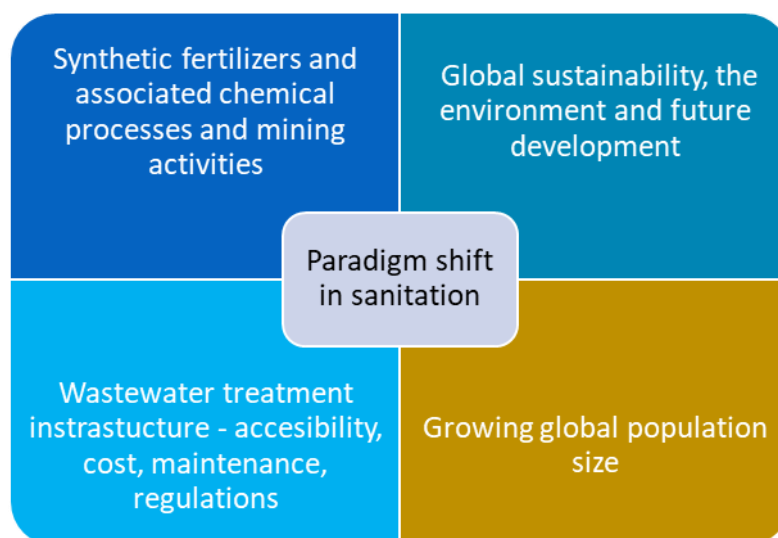 Synthetic fertilizers and
associated chemical
processes and mining
activities
Global sustainability, the
environment and future
development
Paradigm shift
in sanitation
Wastewater treatment
instrastucture - accesibility,
cost, maintenance,
regulations
Growing global population
size